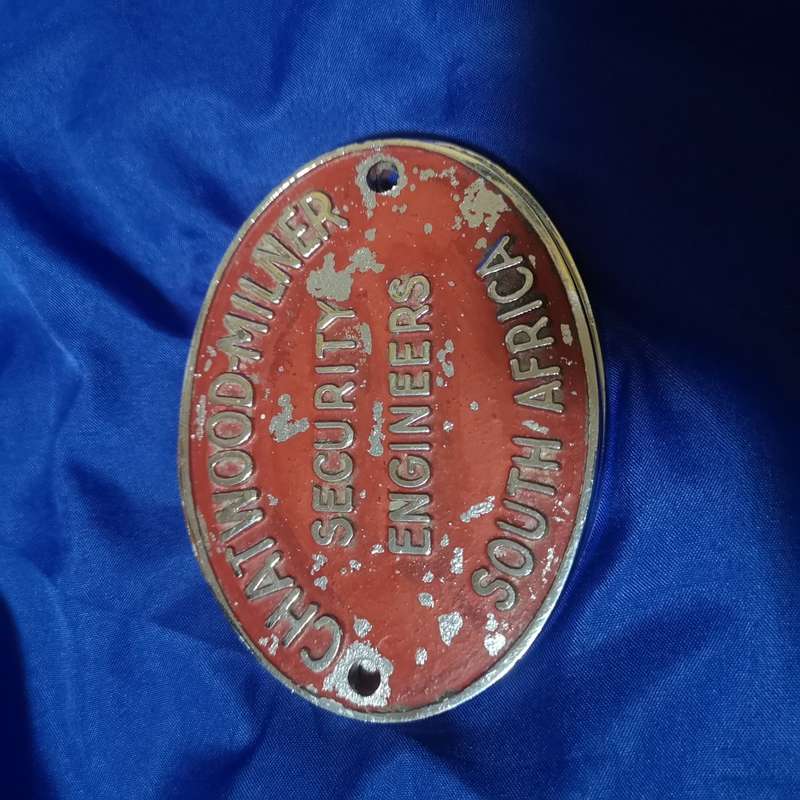 CHATWOOD-MILNER
SECURITY
ENGINEERS
SOUTH AFRICA